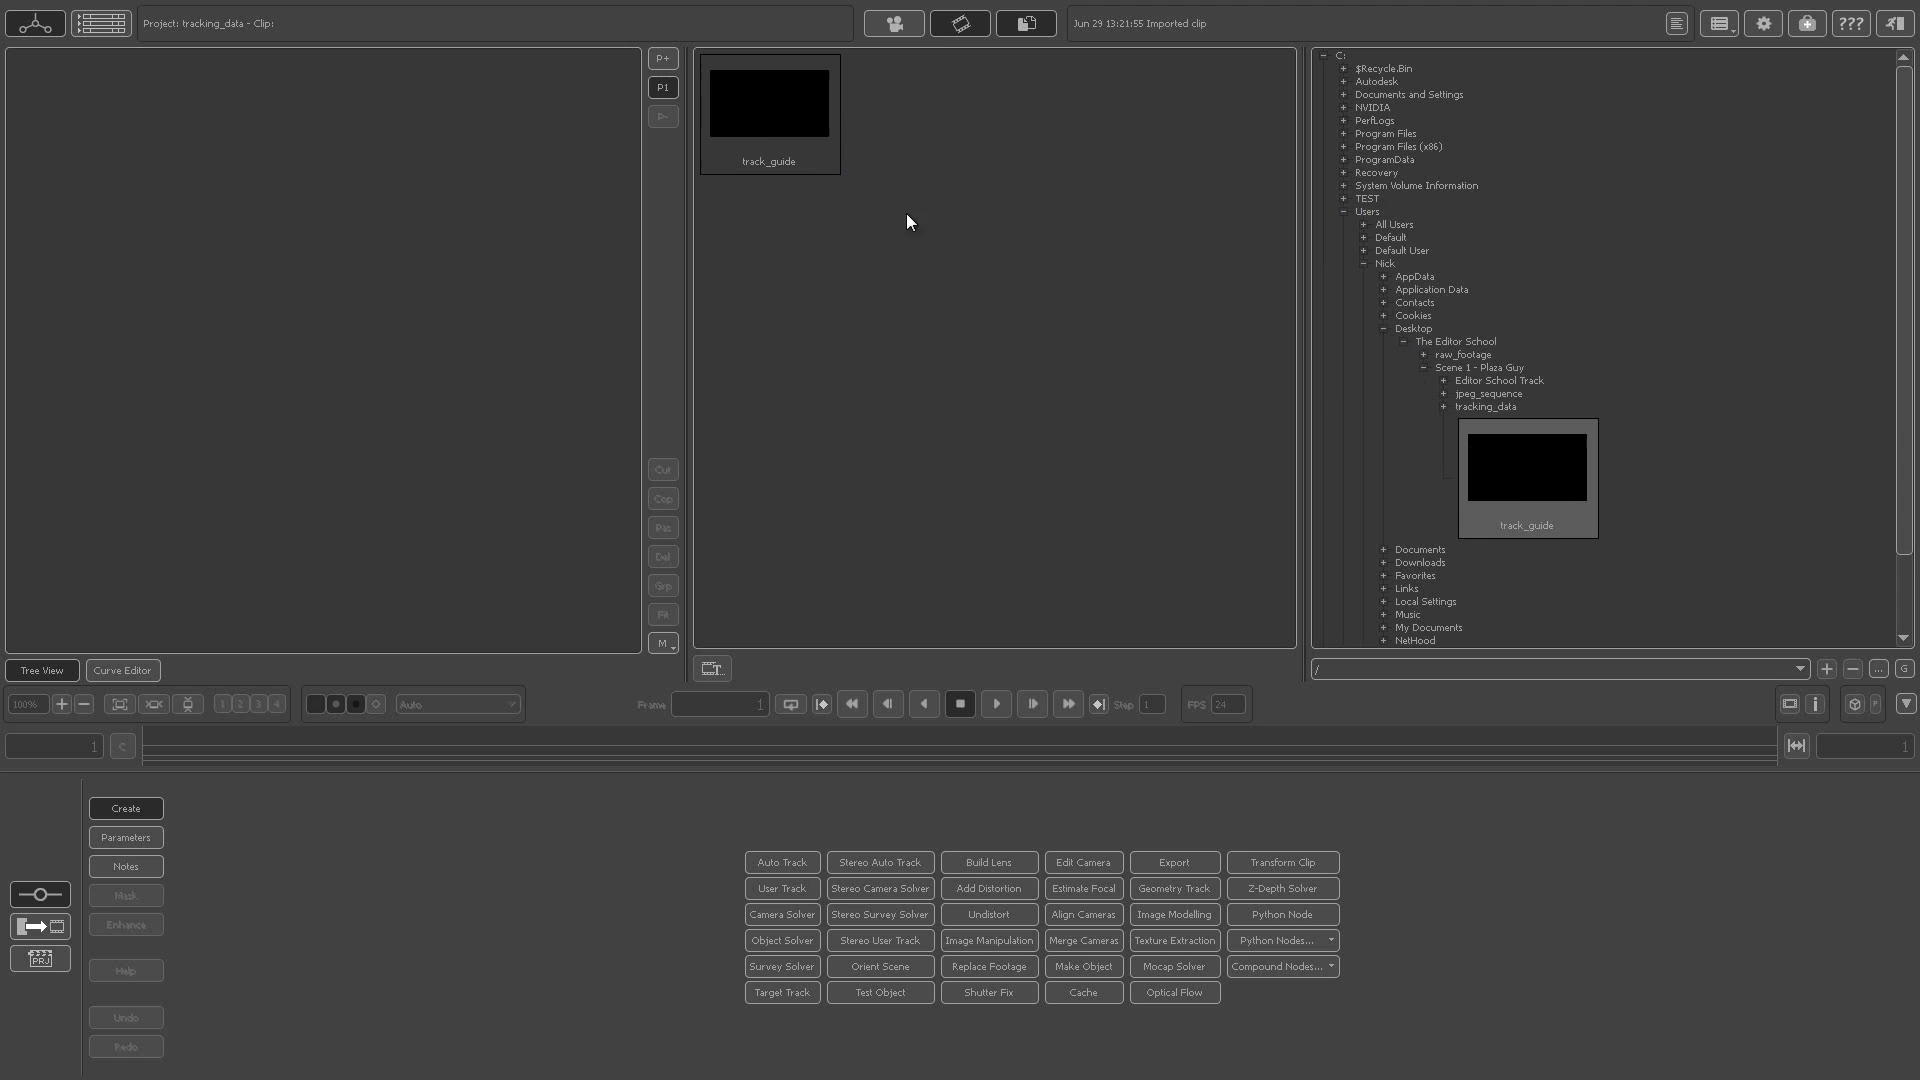 Project: tracking_data - Clip:
Jun 29 13:21:55 Imported clip
???
P+
P1
P-
Cut
Cop
Pas
Del
Grp
Fit
M
track_guide
C:
$Recycle.Bin
Autodesk
Documents and Settings
NVIDIA
PerfLogs
Program Files
Program Files (x86)
ProgramData
Recovery
System Volume Information
TEST
Users
All Users
Default
Default User
Nick
AppData
Application Data
Contacts
Cookies
Desktop
The Editor School
raw_footage
Scene 1 - Plaza Guy
Editor School Track
jpeg_sequence
tracking_data
track_guide
Documents
Downloads
Favorites
Links
Local Settings
Music
My Documents
NetHood
Tree View Curve Editor
T... / + - ... G
100% + - 1 2 3 4 Auto Frame 1 Step 1 FPS 24 i P
1 C 1
Create
Parameters
Notes
Mask
Enhance
Help
Undo
Redo
PRJ
Auto Track Stereo Auto Track Build Lens Edit Camera Export Transform Clip
User Track Stereo Camera Solver Add Distortion Estimate Focal Geometry Track Z-Depth Solver
Camera Solver Stereo Survey Solver Undistort Align Cameras Image Modelling Python Node
Object Solver Stereo User Track Image Manipulation Merge Cameras Texture Extraction Python Nodes...
Survey Solver Orient Scene Replace Footage Make Object Mocap Solver Compound Nodes...
Target Track Test Object Shutter Fix Cache Optical Flow